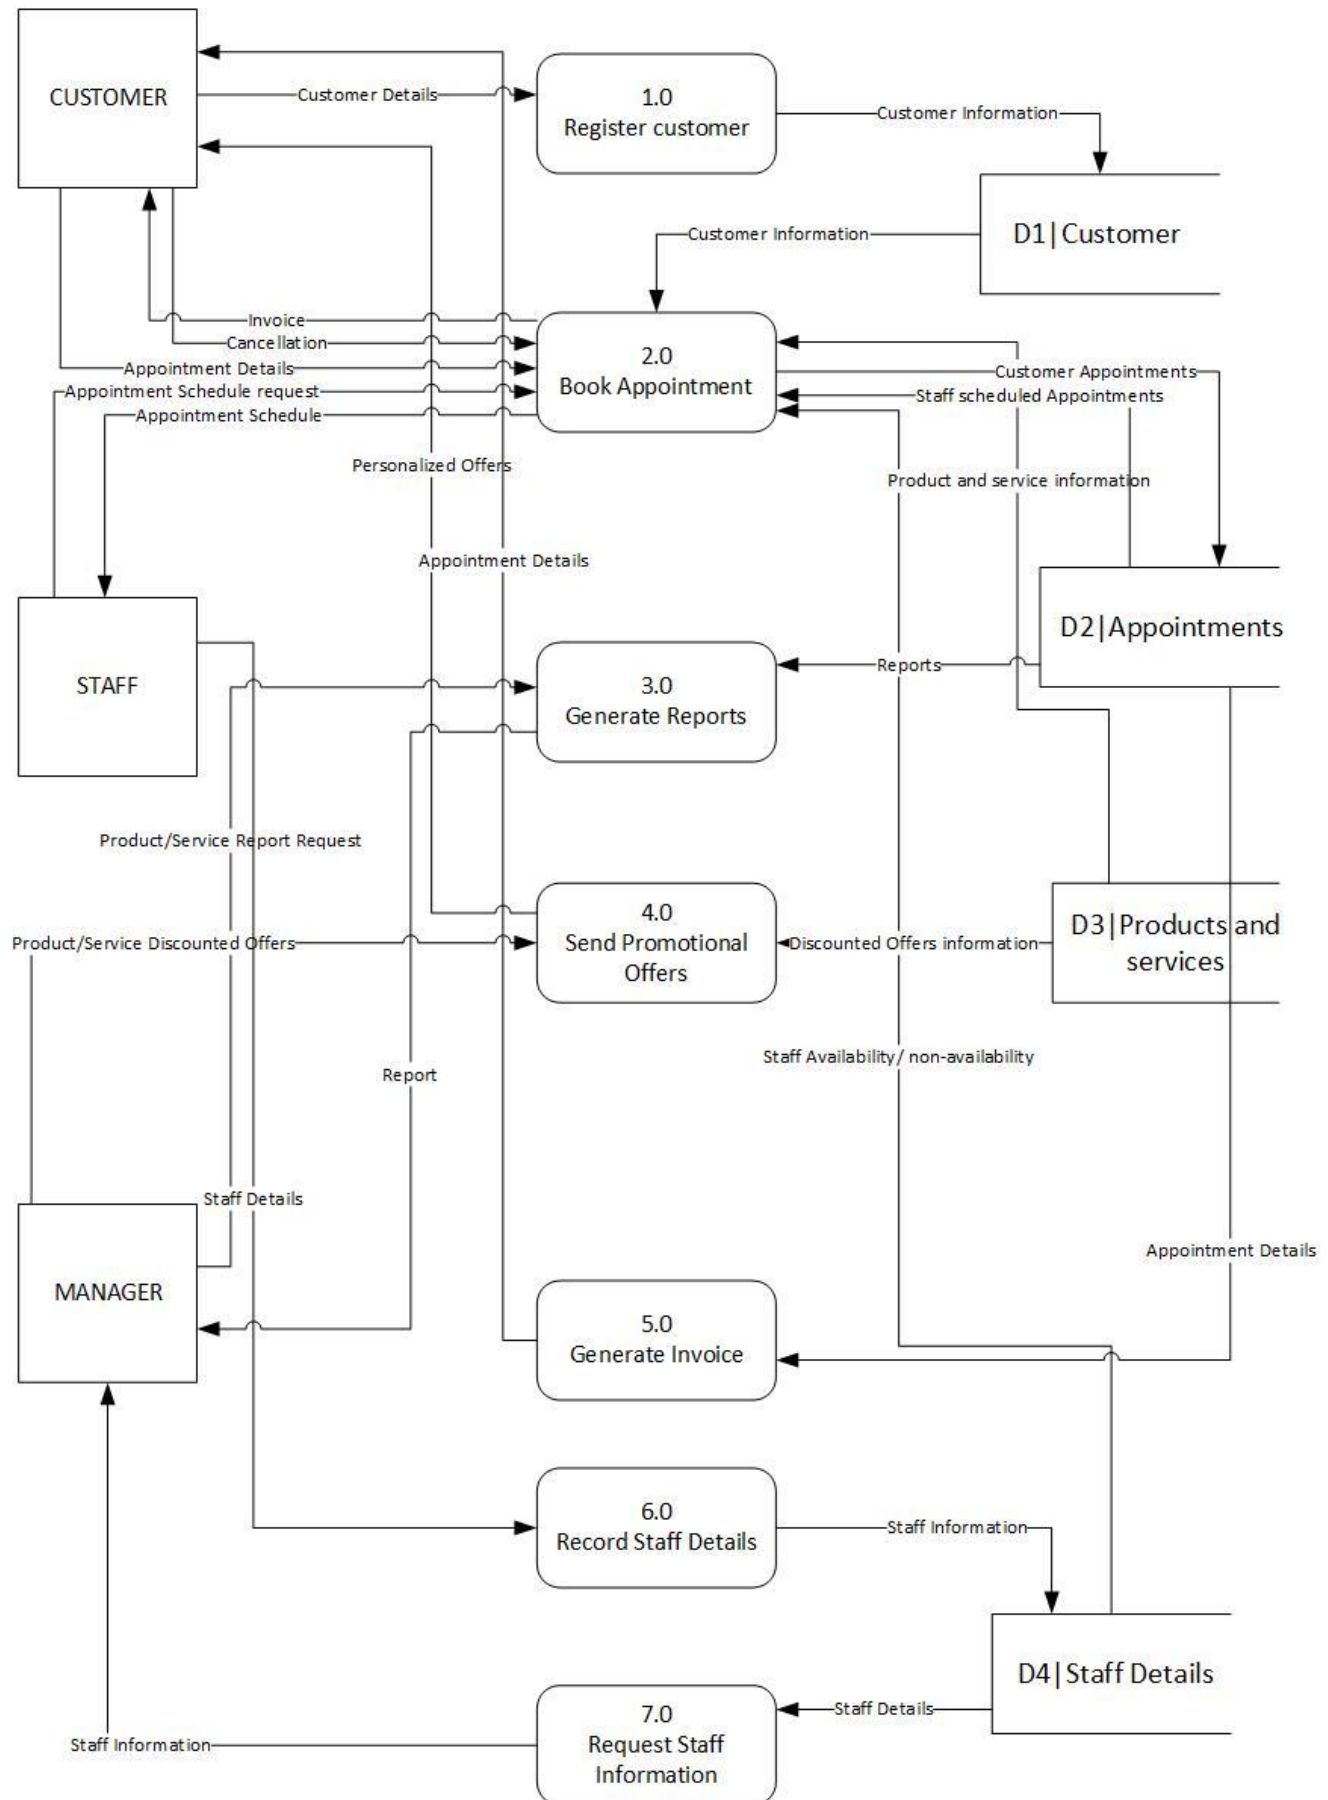 CUSTOMER
Customer Details
1.0
Register customer
Customer Information
D1|Customer
Customer Information
Invoice
Cancellation
Appointment Details
Appointment Schedule request
Appointment Schedule
2.0
Book Appointment
Customer Appointments
Staff scheduled Appointments
Personalized Offers
Product and service information
Appointment Details
D2|Appointments
STAFF
3.0
Generate Reports
Reports
Product/Service Report Request
4.0
Send Promotional
Offers
Product/Service Discounted Offers
Discounted Offers information
D3|Products and
services
Staff Availability/ non-availability
Report
Staff Details
MANAGER
Appointment Details
5.0
Generate Invoice
6.0
Record Staff Details
Staff Information
D4|Staff Details
Staff Details
7.0
Request Staff
Information
Staff Information